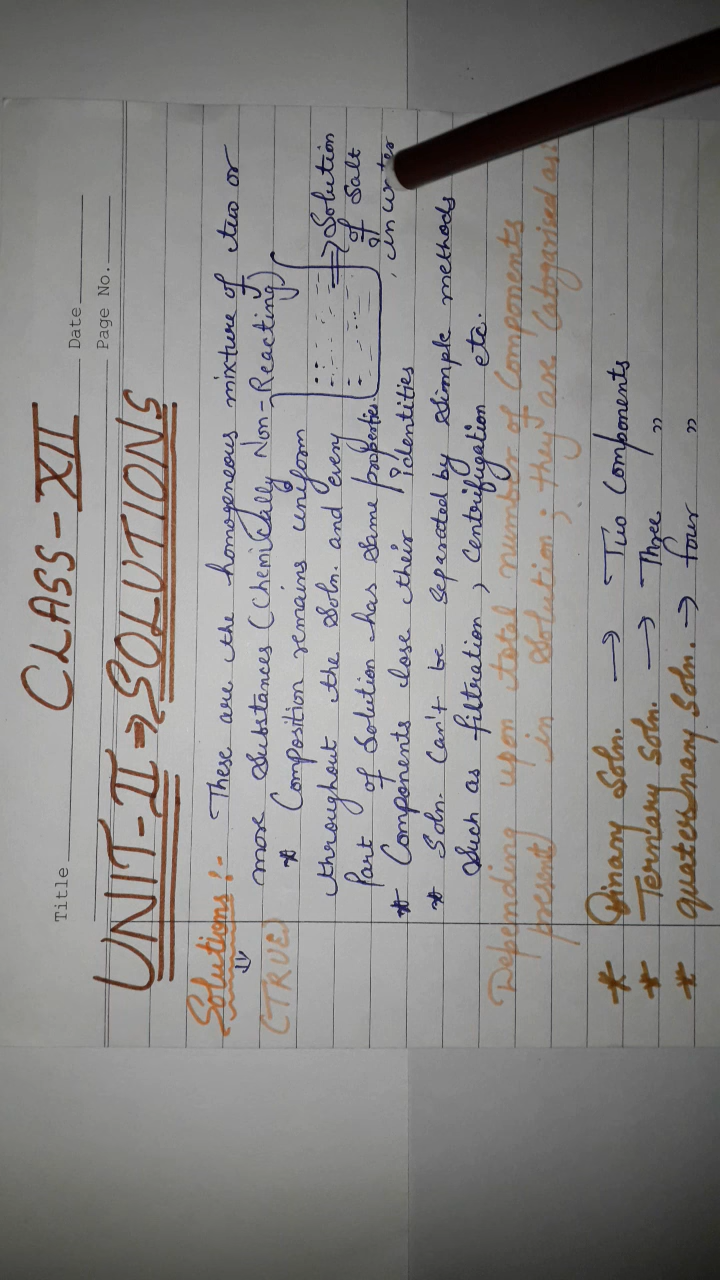 CLASS-XII
Title Date
Page No.
UNIT-II ⇒ SOLUTIONS
Solutions:- These are the homogeneous mixture of two or
(TRUE) more Substances (Chemically Non-Reacting)
* Composition remains uniform
throughout the Soln. and every
part of Solution has same properties.
⇒ Solution
of Salt
in water
* Components lose their identities
* Soln. Can't be separated by simple methods
Such as filtration, Centrifugation etc.
Depending upon total number of Components
present in Solution; they are Catogarised as:
* Binary Soln. → Two Components
* Ternary Soln. → Three "
* quaternary Soln. → four "